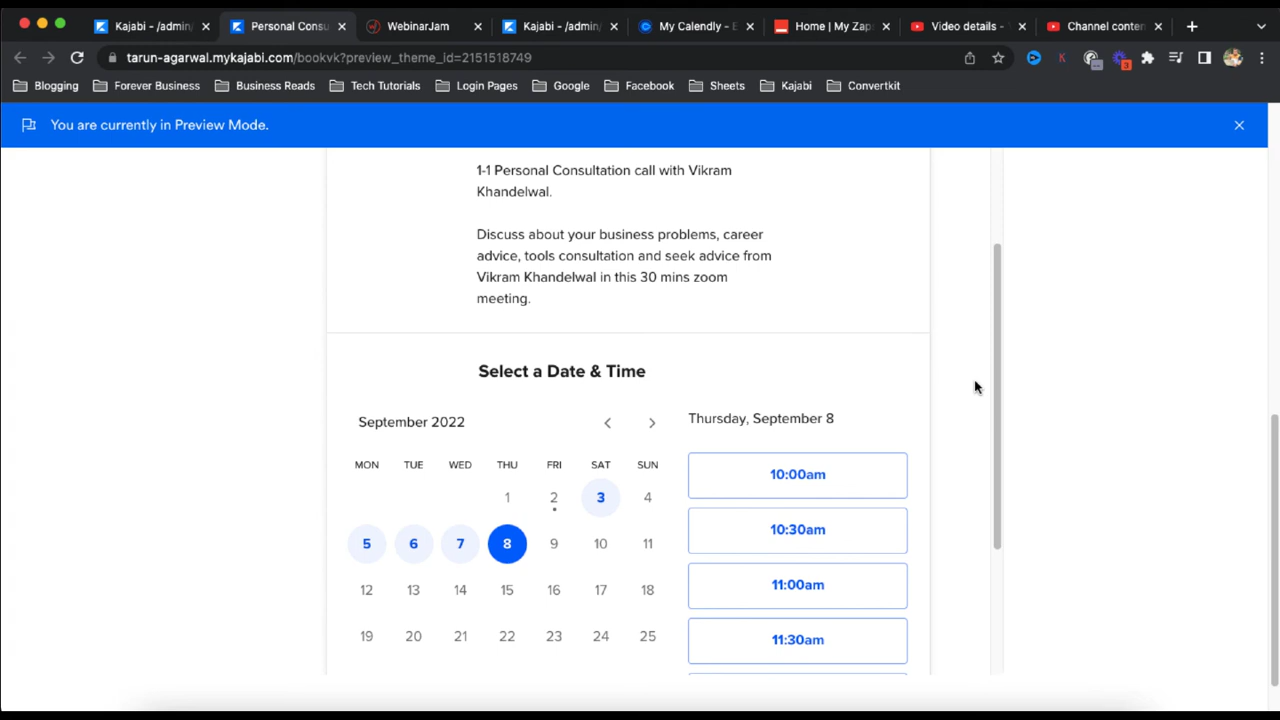 Kajabi - /admin/
Personal Consu
WebinarJam
Kajabi - /admin/
My Calendly - E
Home | My Zap
Video details -
Channel conten
tarun-agarwal.mykajabi.com/bookvk?preview_theme_id=2151518749
Blogging
Forever Business
Business Reads
Tech Tutorials
Login Pages
Google
Facebook
Sheets
Kajabi
Convertkit
You are currently in Preview Mode.
1-1 Personal Consultation call with Vikram
Khandelwal.
Discuss about your business problems, career
advice, tools consultation and seek advice from
Vikram Khandelwal in this 30 mins zoom
meeting.
Select a Date & Time
September 2022
MON TUE WED THU FRI SAT SUN
1 2 3 4
5 6 7 8 9 10 11
12 13 14 15 16 17 18
19 20 21 22 23 24 25
Thursday, September 8
10:00am
10:30am
11:00am
11:30am